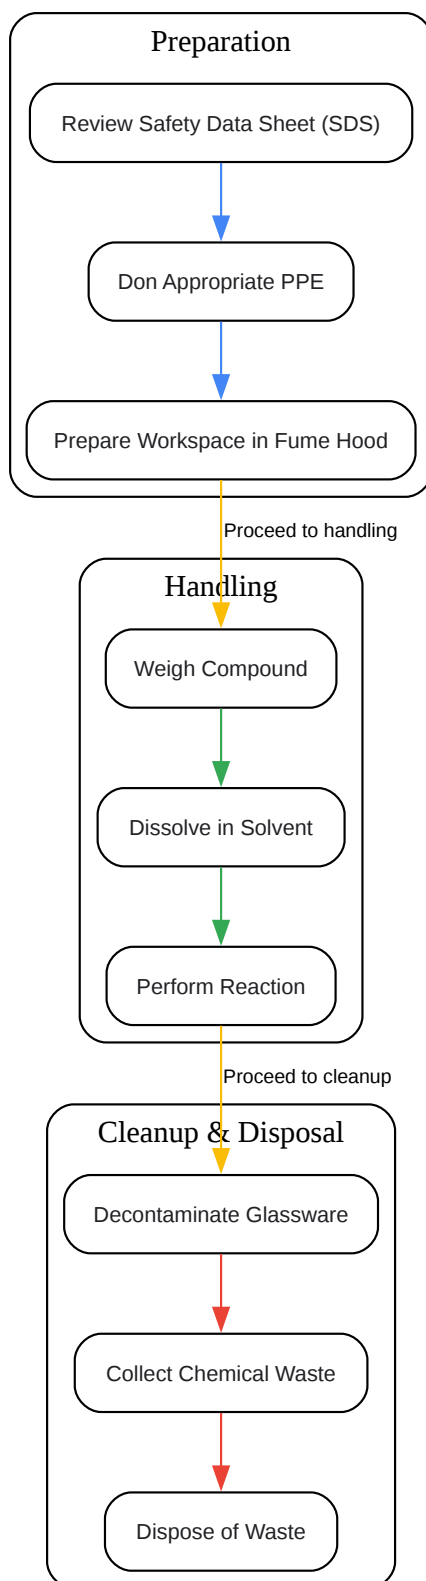 Preparation
Review Safety Data Sheet (SDS)
Don Appropriate PPE
Prepare Workspace in Fume Hood
Proceed to handling
Handling
Weigh Compound
Dissolve in Solvent
Perform Reaction
Proceed to cleanup
Cleanup & Disposal
Decontaminate Glassware
Collect Chemical Waste
Dispose of Waste